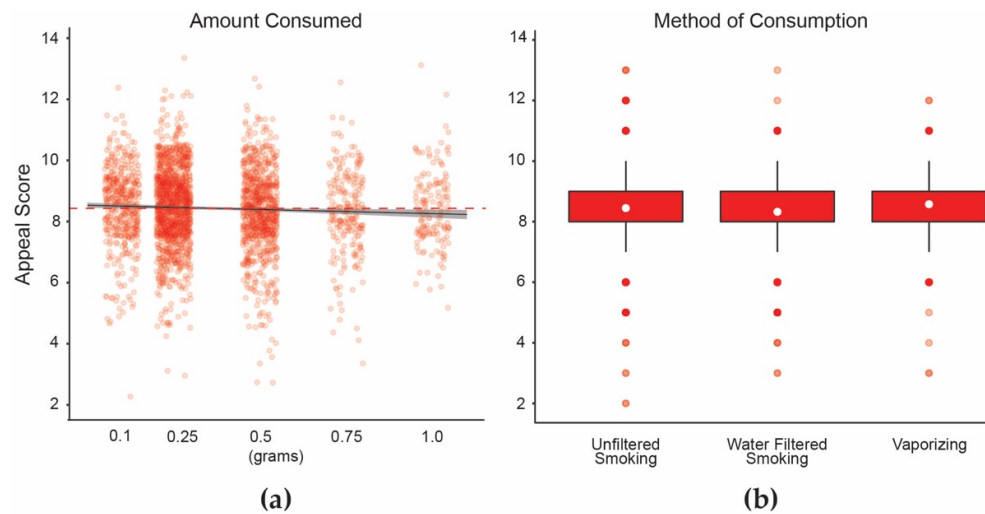 Amount Consumed
Appeal Score
14
12
10
8
6
4
2
0.1 0.25 0.5 0.75 1.0
(grams)
(a)
Method of Consumption
14
12
10
8
6
4
2
Unfiltered
Smoking
Water Filtered
Smoking
Vaporizing
(b)